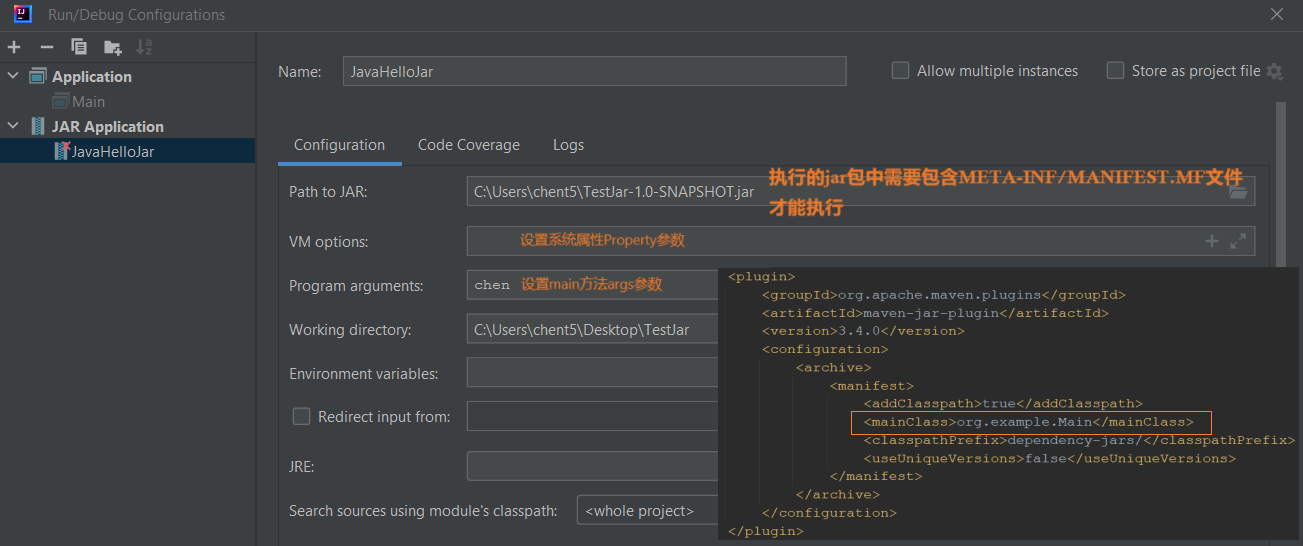 Run/Debug Configurations
Application
Main
JAR Application
JavaHelloJar
Name: JavaHelloJar
Allow multiple instances
Store as project file
Configuration
Code Coverage
Logs
Path to JAR: C:\Users\chent5\TestJar-1.0-SNAPSHOT.jar
执行的jar包中需要包含META-INF/MANIFEST.MF文件
才能执行
VM options: 设置系统属性Property参数
Program arguments: chen 设置main方法args参数
Working directory: C:\Users\chent5\Desktop\TestJar
Environment variables:
Redirect input from:
JRE:
Search sources using module's classpath: <whole project>
<plugin>
<groupId>org.apache.maven.plugins</groupId>
<artifactId>maven-jar-plugin</artifactId>
<version>3.4.0</version>
<configuration>
<archive>
<manifest>
<addClasspath>true</addClasspath>
<mainClass>org.example.Main</mainClass>
<classpathPrefix>dependency-jars/</classpathPrefix>
<useUniqueVersions>false</useUniqueVersions>
</manifest>
</archive>
</configuration>
</plugin>